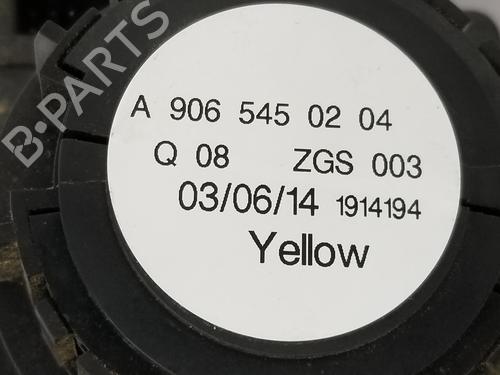 A 906 545 02 04
Q 08 ZGS 003
03/06/14 1914194
Yellow
B-PARTS